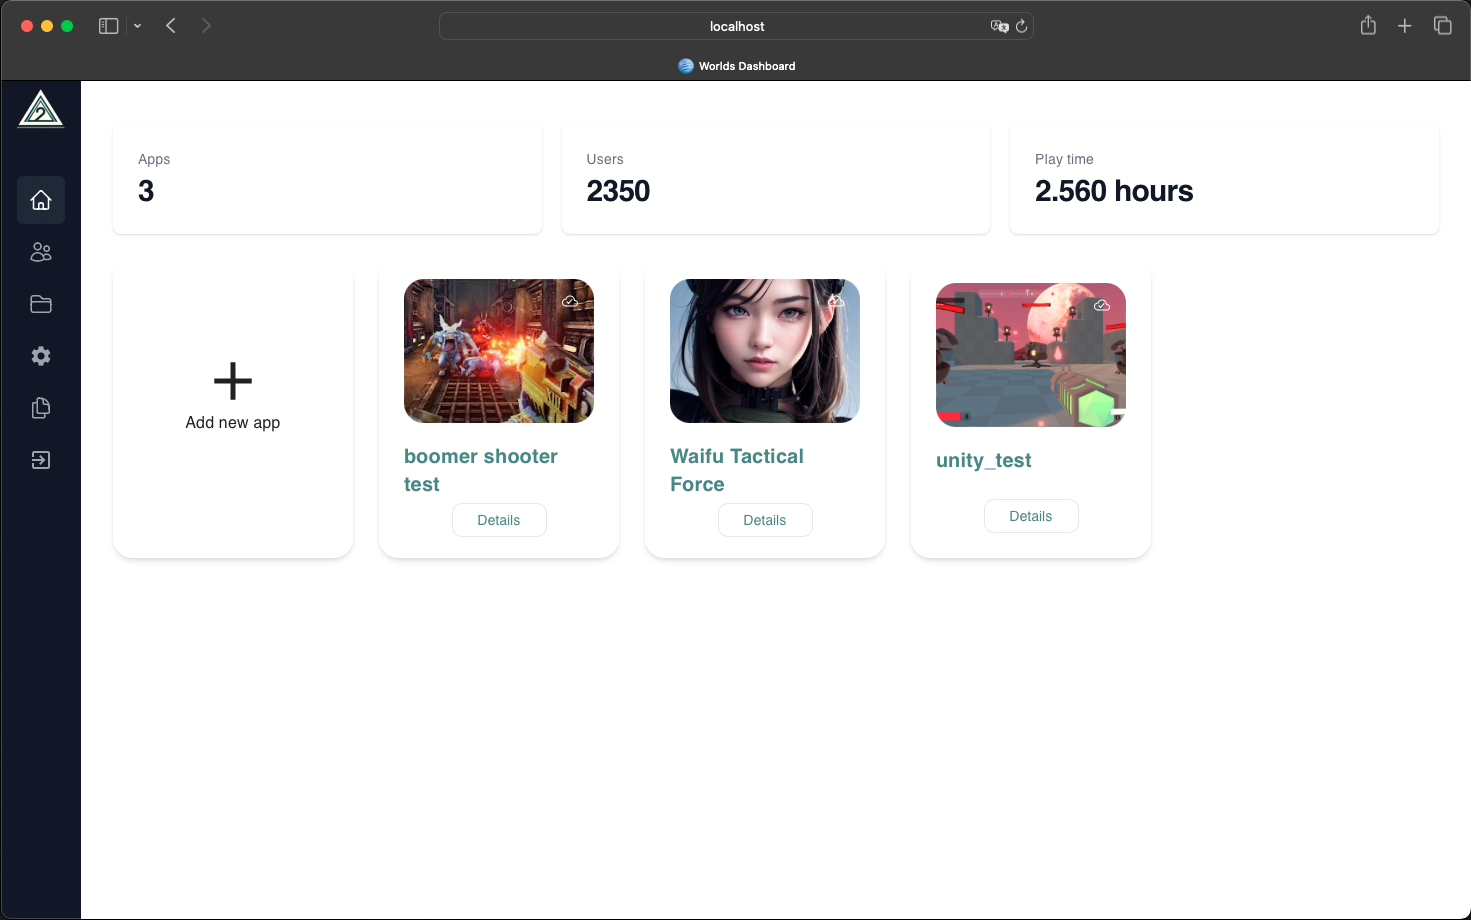 localhost
Worlds Dashboard
2
Apps
3
Users
2350
Play time
2.560 hours
Add new app
boomer shooter
test
Details
Waifu Tactical
Force
Details
unity_test
Details